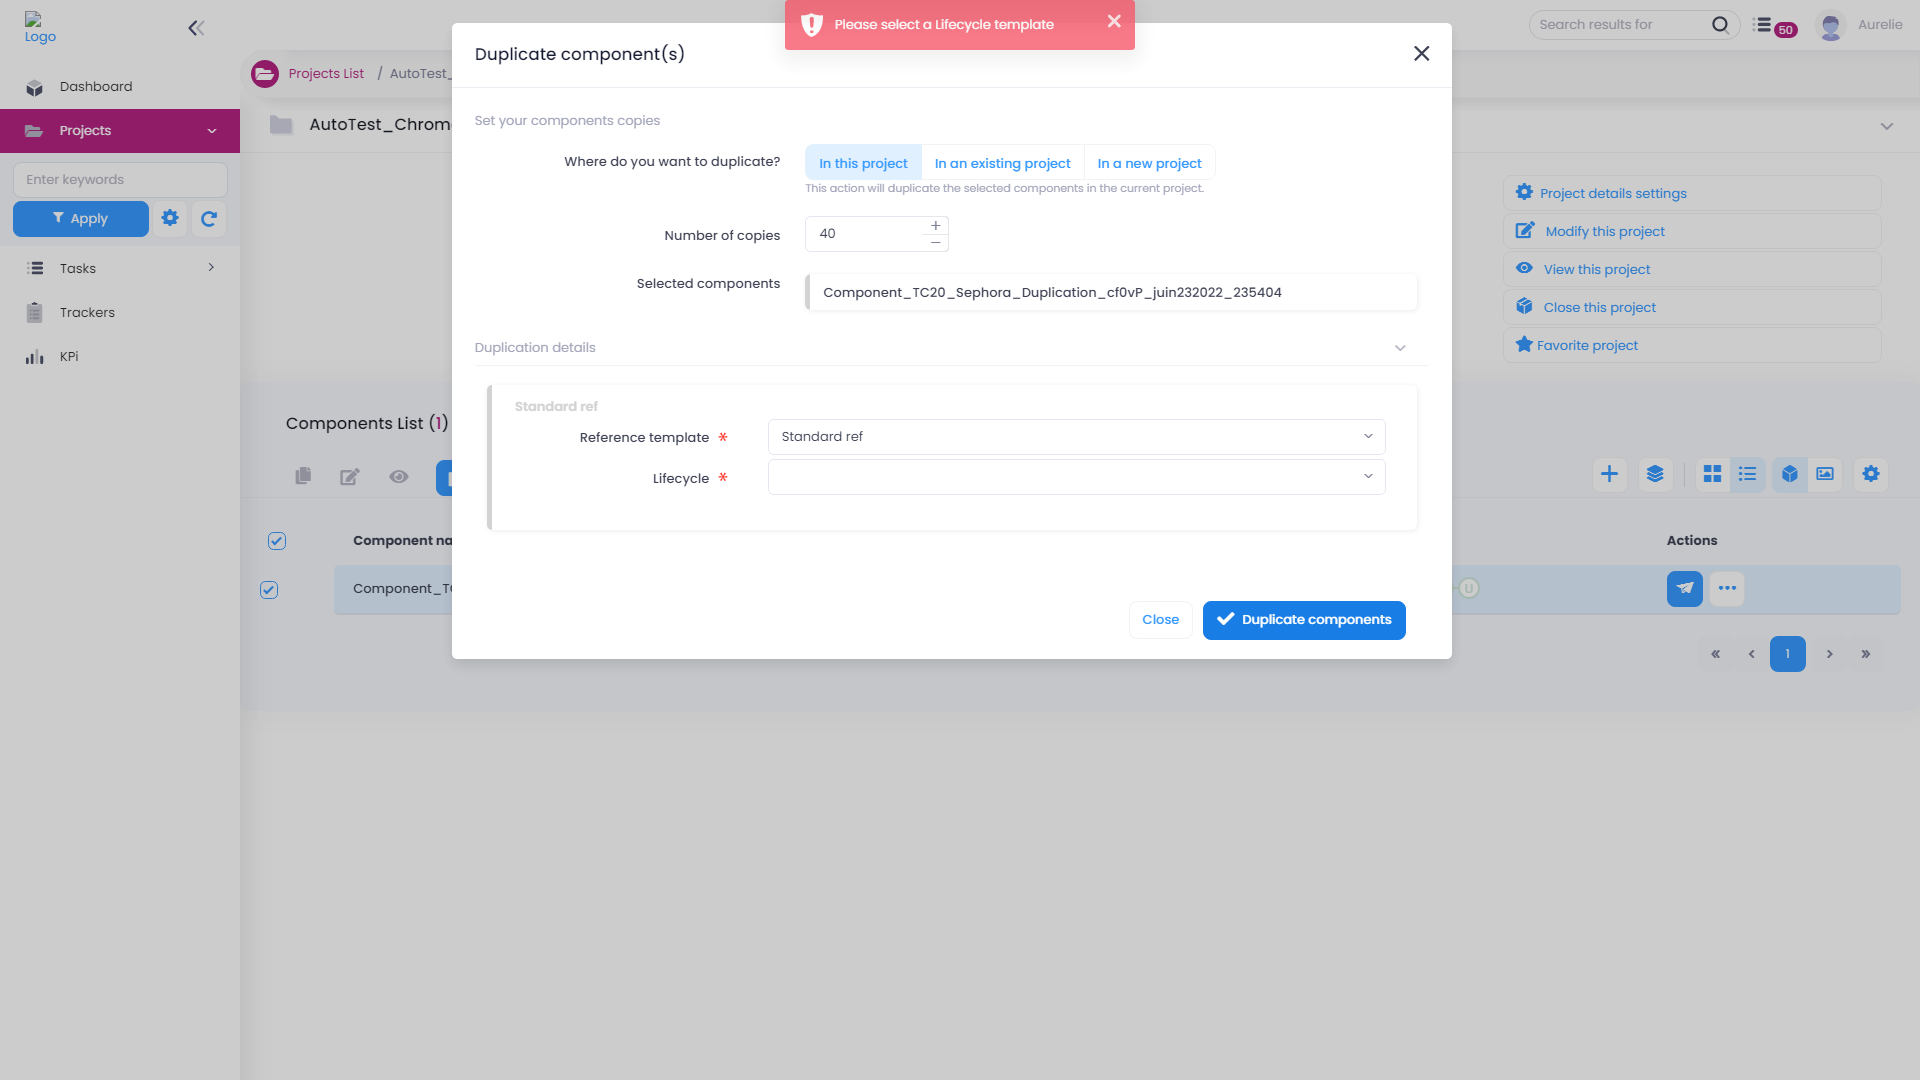 Logo
Dashboard
Projects
Enter keywords
Apply
Tasks
Trackers
KPi
Projects List / AutoTest_
AutoTest_Chrom
Search results for
50
Aurelie
Please select a Lifecycle template
Duplicate component(s)
Set your components copies
Where do you want to duplicate?
In this project
In an existing project
In a new project
This action will duplicate the selected components in the current project.
Number of copies
40
Selected components
Component_TC20_Sephora_Duplication_cf0vP_juin232022_235404
Duplication details
Standard ref
Reference template *
Standard ref
Lifecycle *
Close
Duplicate components
Project details settings
Modify this project
View this project
Close this project
Favorite project
Components List (1)
Component na
Actions
Component_TC
U
« ‹ 1 › »